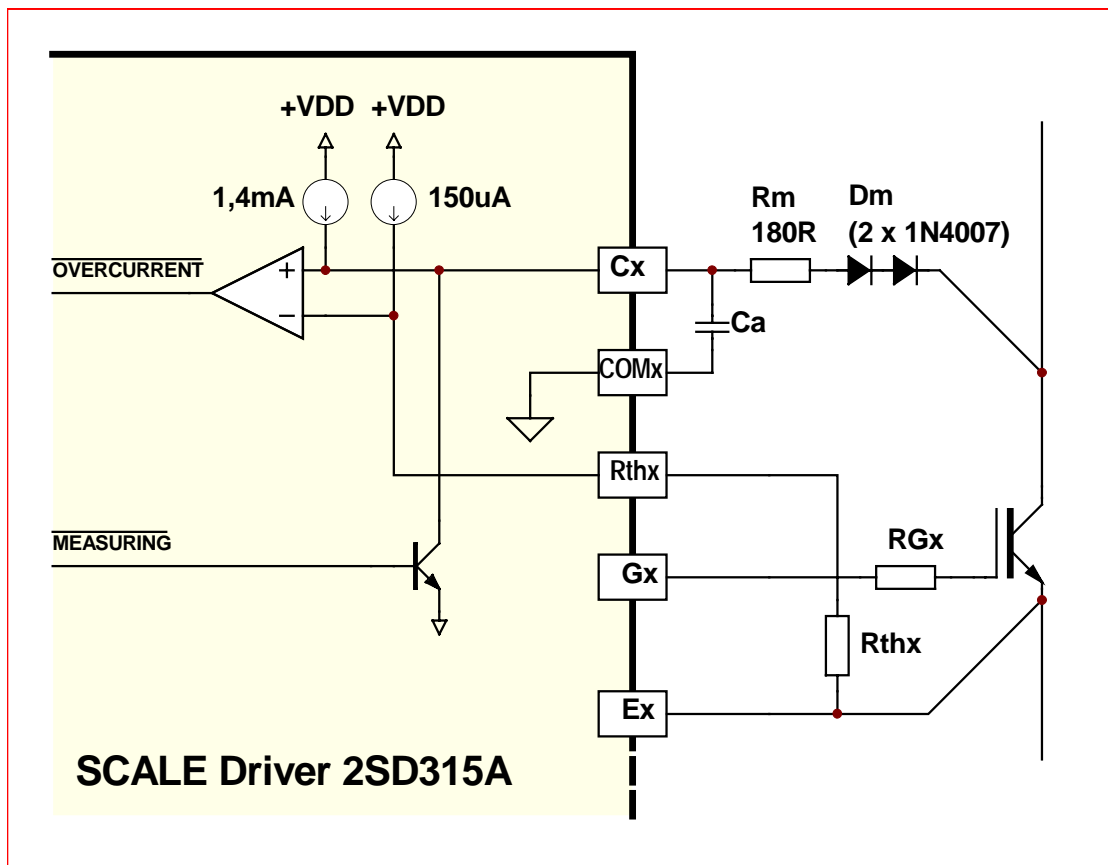 +VDD +VDD
1,4mA
150uA
Rm
180R
Dm
(2 x 1N4007)
OVERCURRENT
+
−
Cx
Ca
COMx
Rthx
MEASURING
Gx
RGx
Rthx
Ex
SCALE Driver 2SD315A